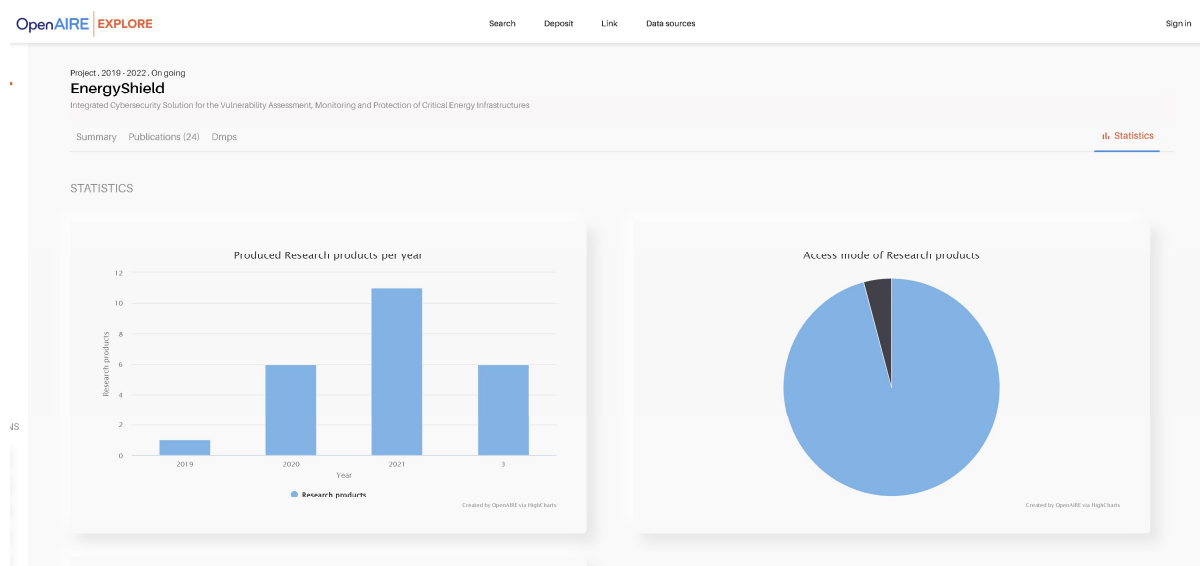 OpenAIRE | EXPLORE
Search Deposit Link Data sources
Sign in
Project . 2019 - 2022 . On going
EnergyShield
Integrated Cybersecurity Solution for the Vulnerability Assessment, Monitoring and Protection of Critical Energy Infrastructures
Summary Publications (24) Dmps
Statistics
STATISTICS
Produced Research products per year
12
10
8
6
4
2
0
Research products
2019 2020 2021 3
Year
Research products
Created by OpenAIRE via HighCharts
Access mode of Research products
Created by OpenAIRE via HighCharts
NS